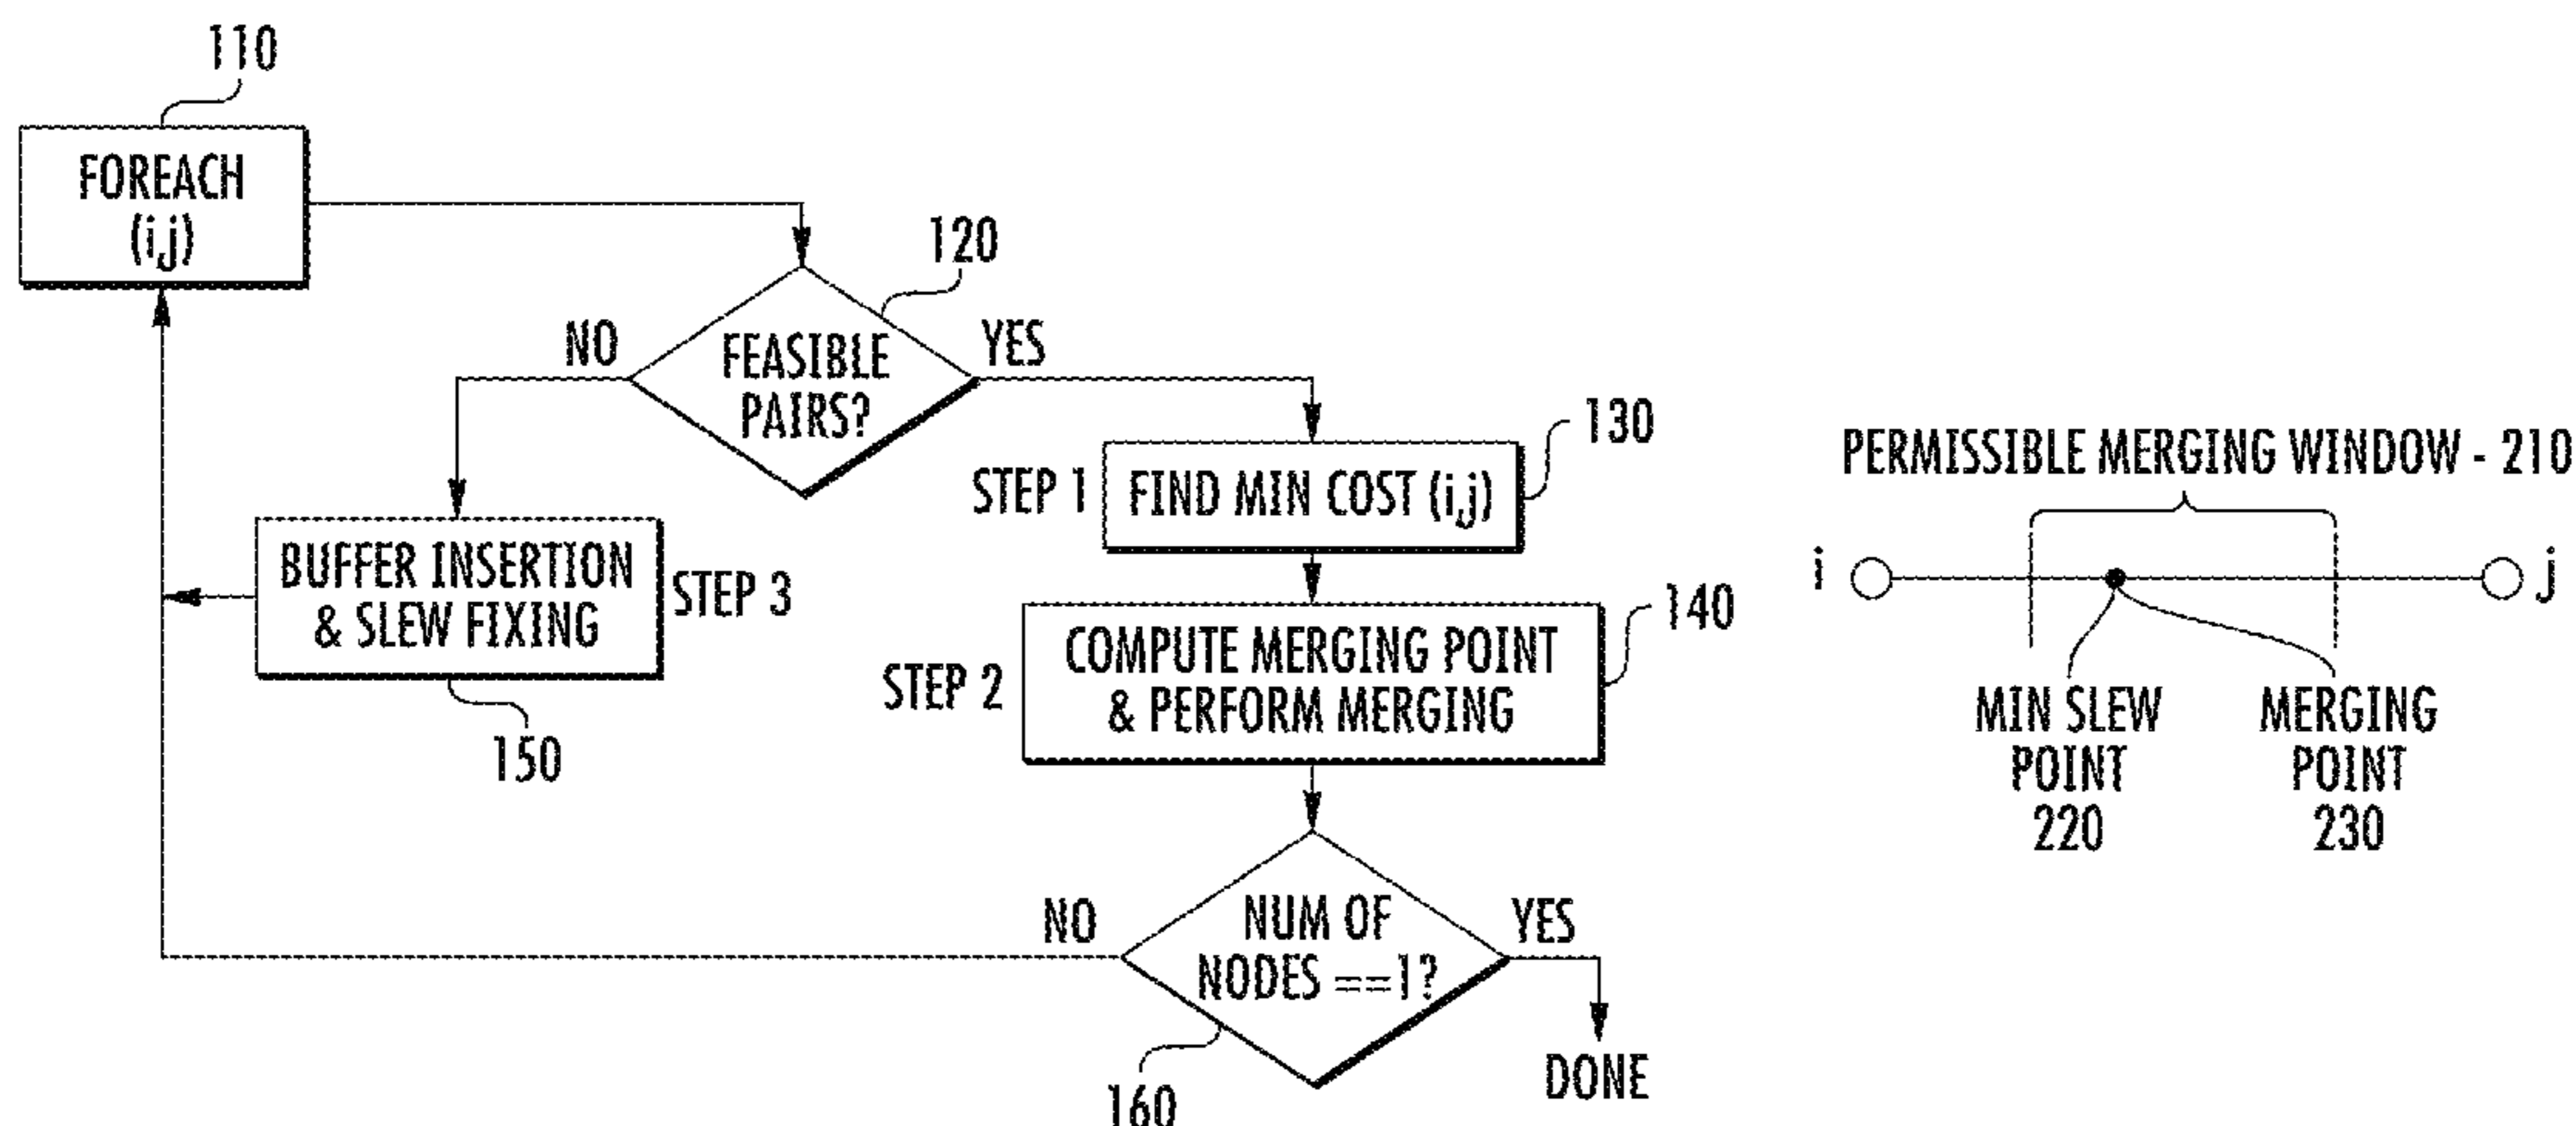 110
FOREACH
(i,j)
120
NO
YES
FEASIBLE
PAIRS?
130
STEP 1
FIND MIN COST (i,j)
BUFFER INSERTION
& SLEW FIXING
STEP 3
150
140
STEP 2
COMPUTE MERGING POINT
& PERFORM MERGING
NO
YES
NUM OF
NODES ==1?
160
DONE
PERMISSIBLE MERGING WINDOW - 210
i
j
MIN SLEW
POINT
220
MERGING
POINT
230